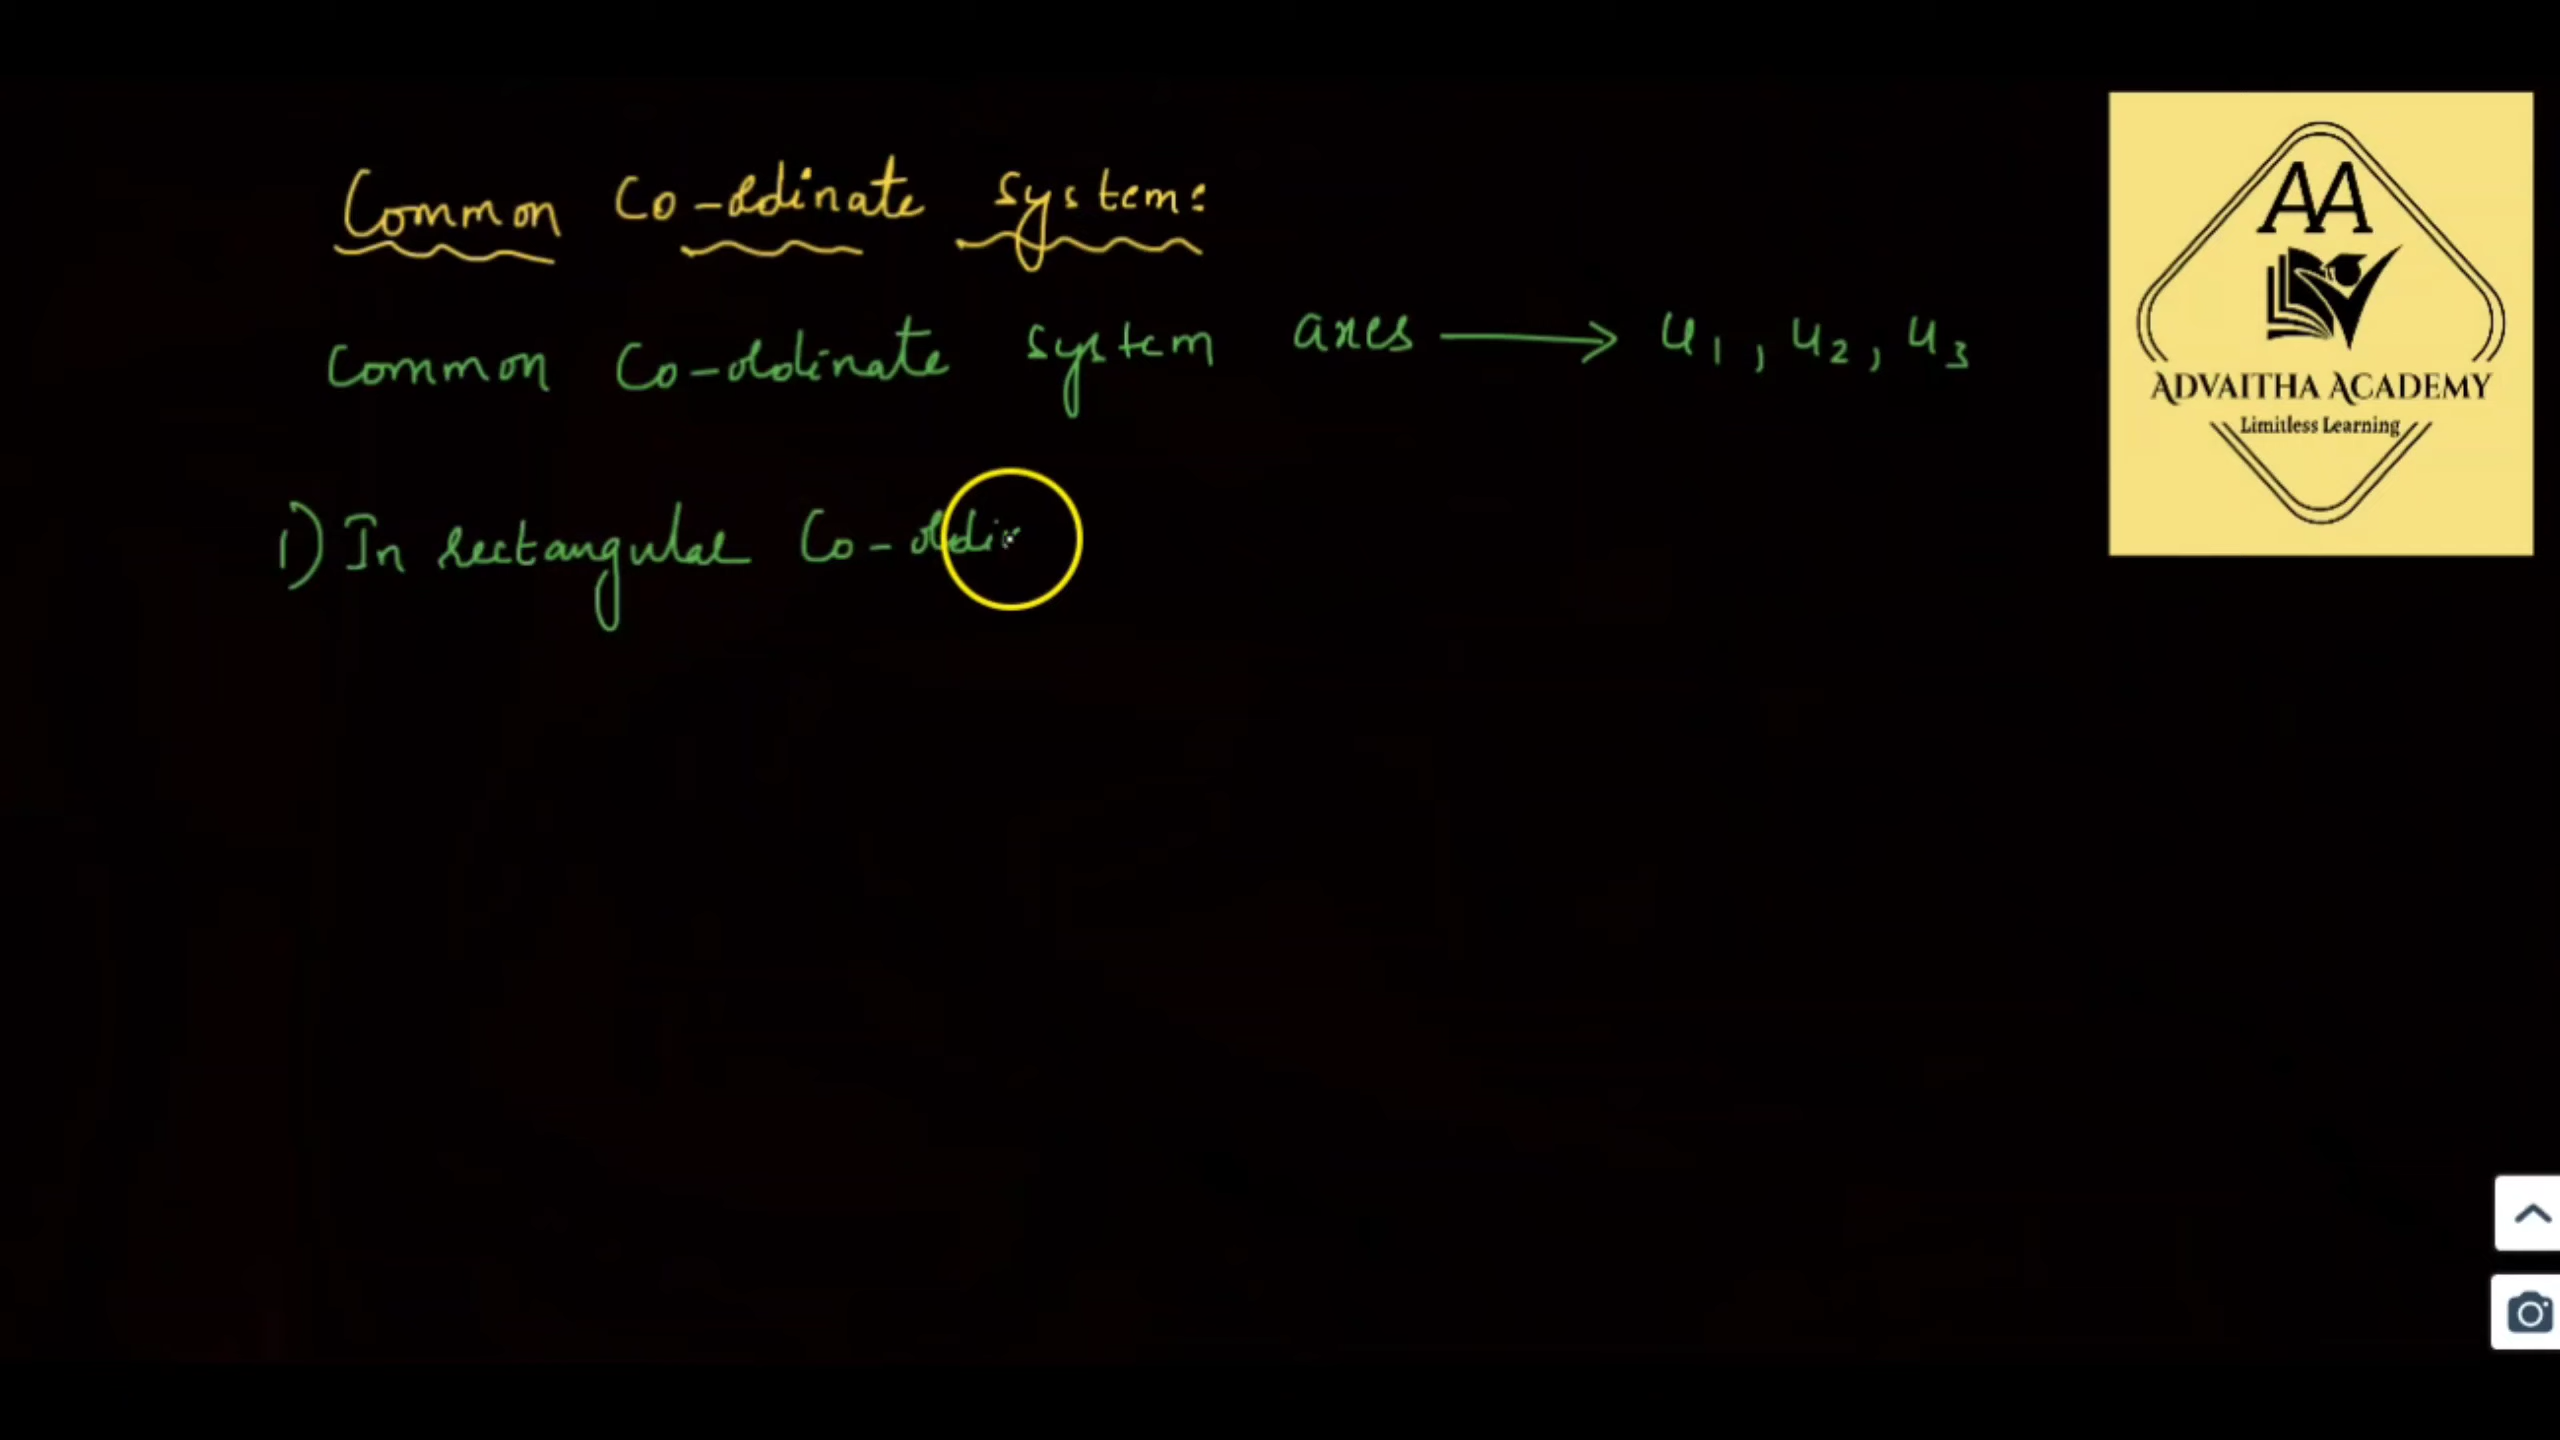 Common Co-ordinate system:
Common Co-ordinate system axes → u1, u2, u3
1) In rectangular Co-ordin
AA
ADVAITHA ACADEMY
Limitless Learning